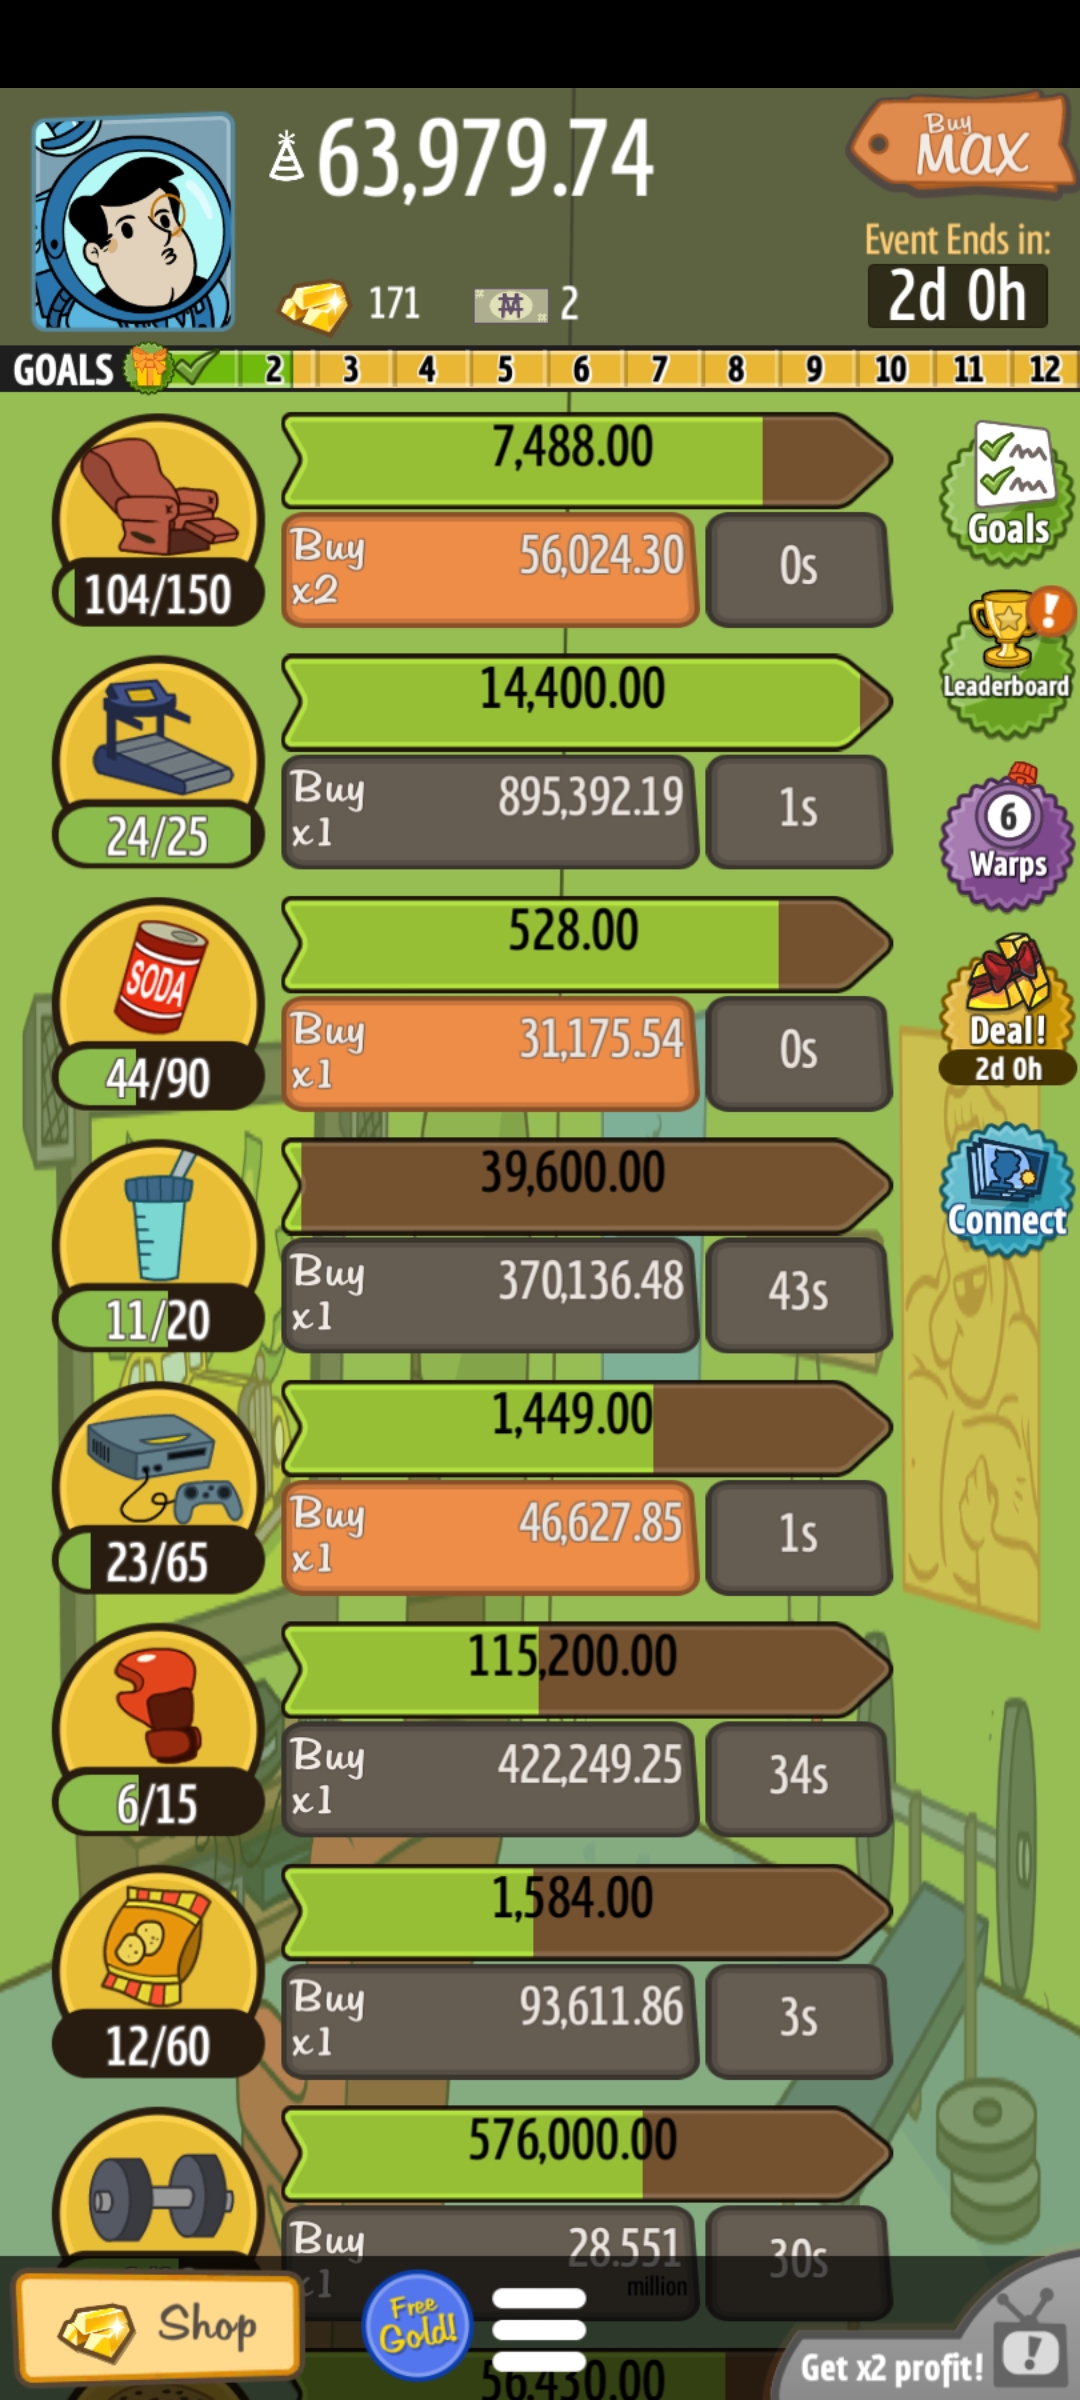 63,979.74
Buy
MAX
Event Ends in:
2d 0h
171
2
GOALS 2 3 4 5 6 7 8 9 10 11 12
7,488.00
Buy
x2
56,024.30
0s
104/150
Goals
14,400.00
Buy
x1
895,392.19
1s
24/25
Leaderboard
528.00
Buy
x1
31,175.54
0s
SODA
44/90
6
Warps
Deal!
2d 0h
39,600.00
Buy
x1
370,136.48
43s
11/20
Connect
1,449.00
Buy
x1
46,627.85
1s
23/65
115,200.00
Buy
x1
422,249.25
34s
6/15
1,584.00
Buy
x1
93,611.86
3s
12/60
576,000.00
Buy
x1
28.551
million
30s
Shop
Free
Gold!
Get x2 profit!
56,430.00